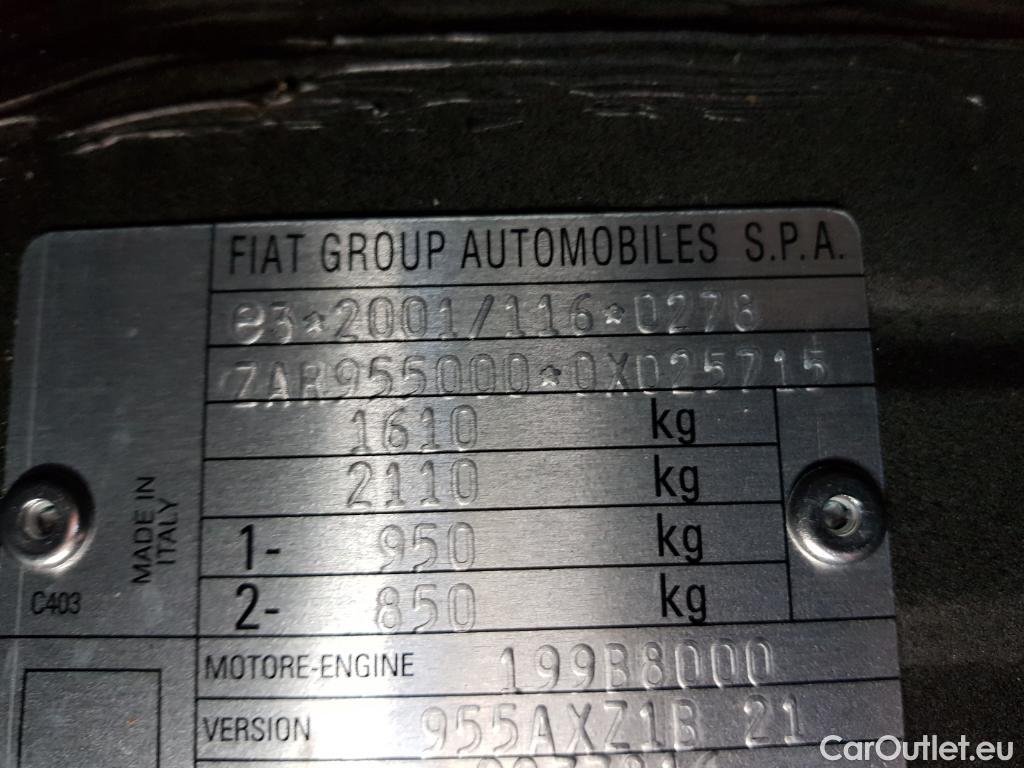 FIAT GROUP AUTOMOBILES S.P.A.
e3*2001/116*0278
ZAR955000*0X025715
1610 kg
2110 kg
1- 950 kg
2- 850 kg
MADE IN
ITALY
C403
MOTORE-ENGINE 199B8000
VERSION 955AXZ1B 21
CarOutlet.eu